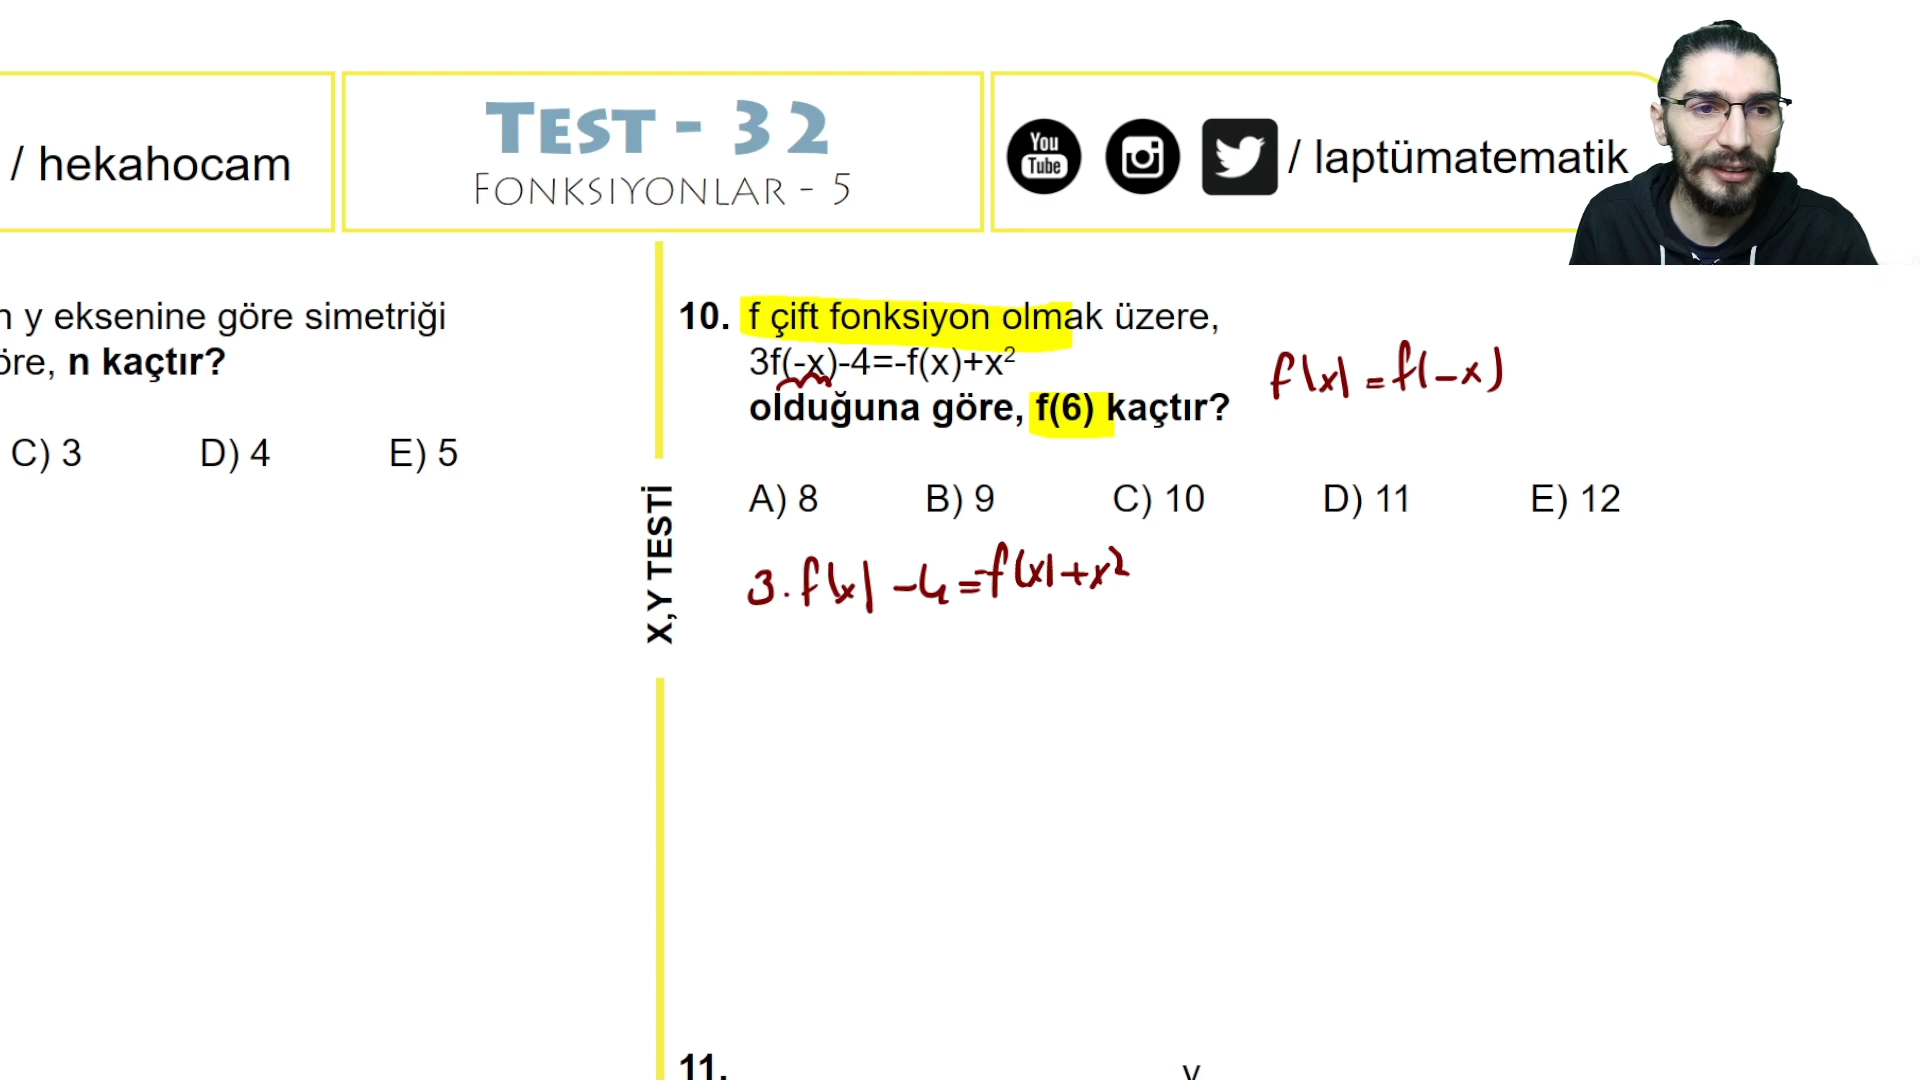 / hekahocam
TEST - 32
FONKSIYONLAR - 5
You
Tube
/ laptümatematik
n y eksenine göre simetriği
öre, n kaçtır?
C) 3 D) 4 E) 5
X,Y TESTİ
10. f çift fonksiyon olmak üzere,
3f(-x)-4=-f(x)+x²
olduğuna göre, f(6) kaçtır?
f(x) = f(-x)
A) 8 B) 9 C) 10 D) 11 E) 12
3.f(x) -4 = -f(x)+x²
11.
y